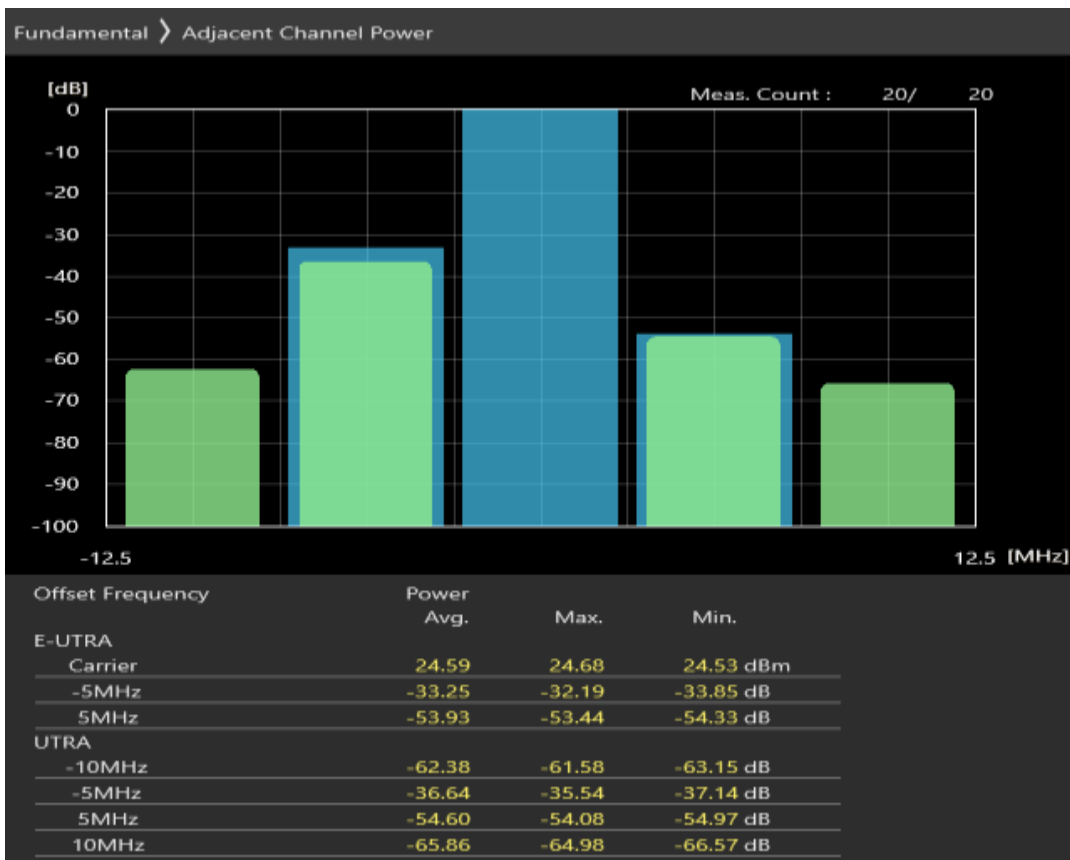 Fundamental 〉 Adjacent Channel Power
[dB]
Meas. Count : 20/ 20
0
-10
-20
-30
-40
-50
-60
-70
-80
-90
-100
-12.5 12.5 [MHz]
Offset Frequency Power
Avg. Max. Min.
E-UTRA
Carrier 24.59 24.68 24.53 dBm
-5MHz -33.25 -32.19 -33.85 dB
5MHz -53.93 -53.44 -54.33 dB
UTRA
-10MHz -62.38 -61.58 -63.15 dB
-5MHz -36.64 -35.54 -37.14 dB
5MHz -54.60 -54.08 -54.97 dB
10MHz -65.86 -64.98 -66.57 dB